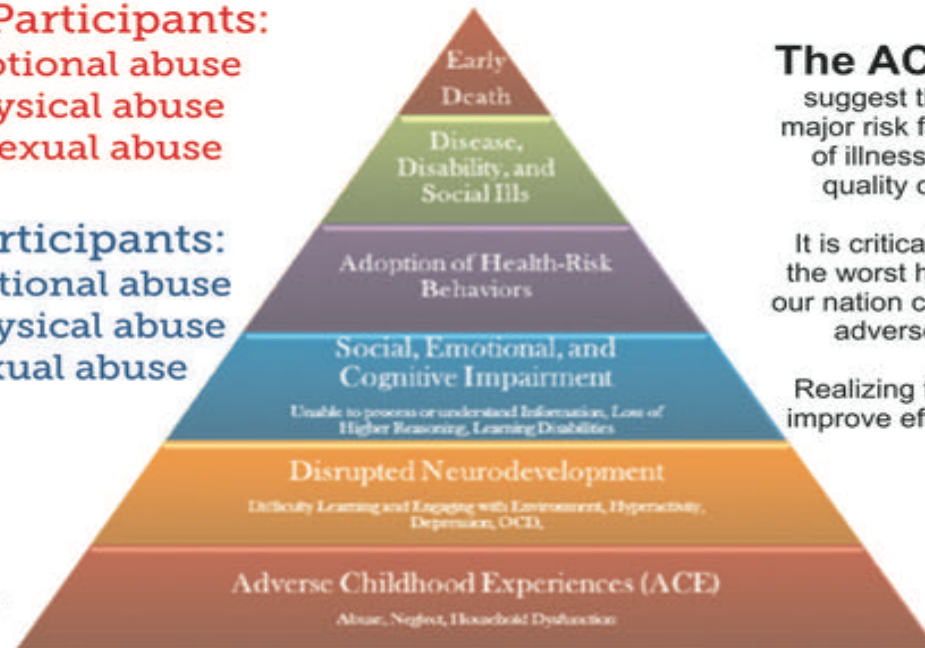 Participants:
otional abuse
ysical abuse
exual abuse
rticipants:
tional abuse
ysical abuse
xual abuse
Early
Death
Disease,
Disability, and
Social Ills
Adoption of Health-Risk
Behaviors
Social, Emotional, and
Cognitive Impairment
Unable to process or understand Information, Loss of
Higher Reasoning, Learning Disabilities
Disrupted Neurodevelopment
Difficulty Learning and Engaging with Environment, Hyperactivity,
Depression, OCD,
Adverse Childhood Experiences (ACE)
Abuse, Neglect, Household Dysfunction
The AC
suggest th
major risk f
of illness
quality o
It is critica
the worst h
our nation c
adverse
Realizing
improve ef